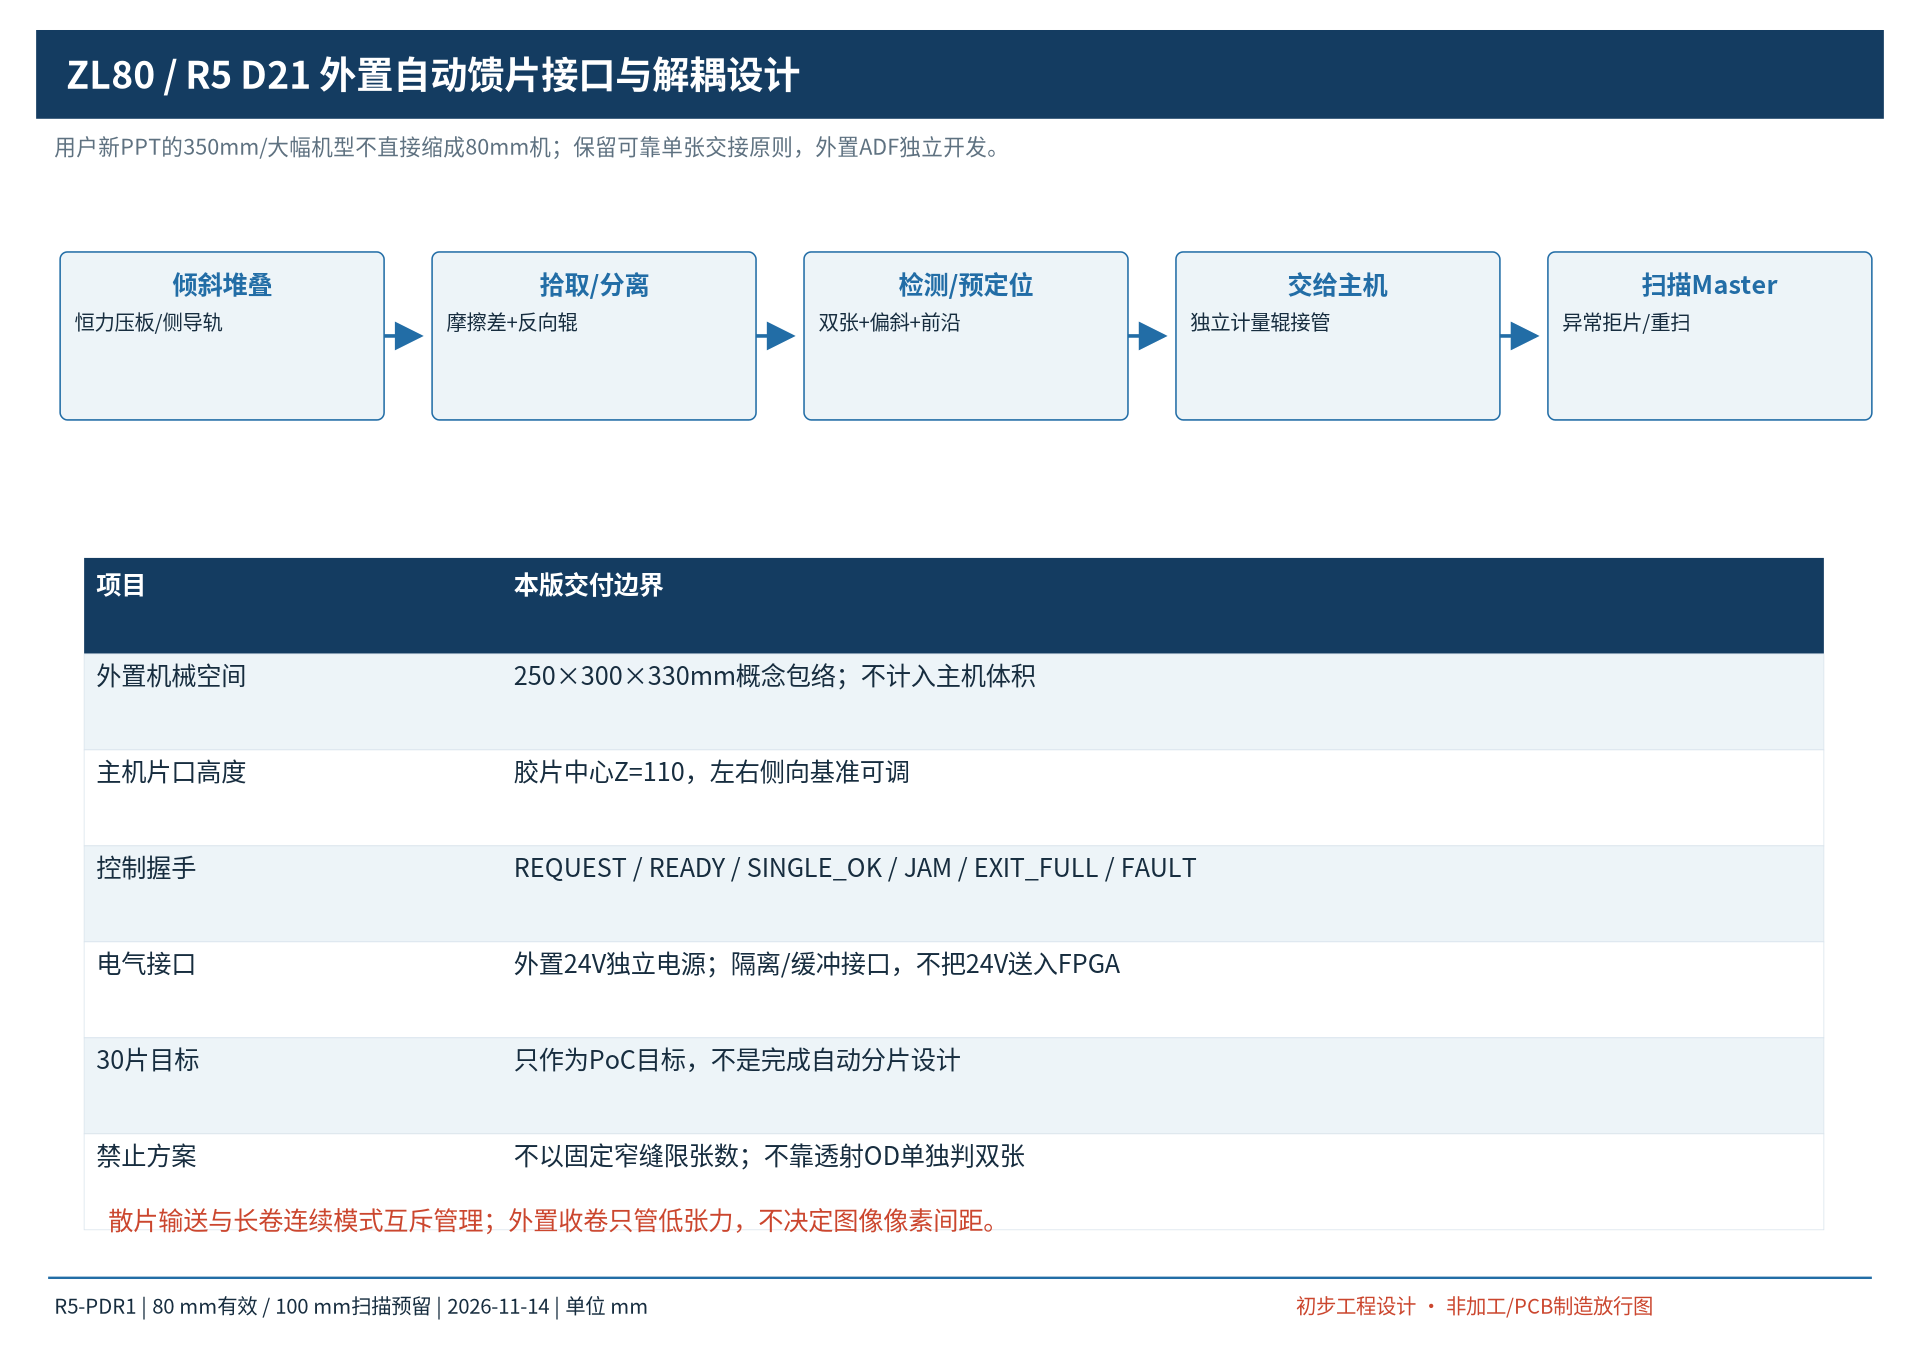 ZL80 / R5 D21 外置自动馈片接口与解耦设计
用户新PPT的350mm/大幅机型不直接缩成80mm机；保留可靠单张交接原则，外置ADF独立开发。
倾斜堆叠
恒力压板/侧导轨
拾取/分离
摩擦差+反向辊
检测/预定位
双张+偏斜+前沿
交给主机
独立计量辊接管
扫描Master
异常拒片/重扫
项目 本版交付边界
外置机械空间 250×300×330mm概念包络；不计入主机体积
主机片口高度 胶片中心Z=110，左右侧向基准可调
控制握手 REQUEST / READY / SINGLE_OK / JAM / EXIT_FULL / FAULT
电气接口 外置24V独立电源；隔离/缓冲接口，不把24V送入FPGA
30片目标 只作为PoC目标，不是完成自动分片设计
禁止方案 不以固定窄缝限张数；不靠透射OD单独判双张
散片输送与长卷连续模式互斥管理；外置收卷只管低张力，不决定图像像素间距。
R5-PDR1 | 80 mm有效 / 100 mm扫描预留 | 2026-11-14 | 单位 mm
初步工程设计 · 非加工/PCB制造放行图